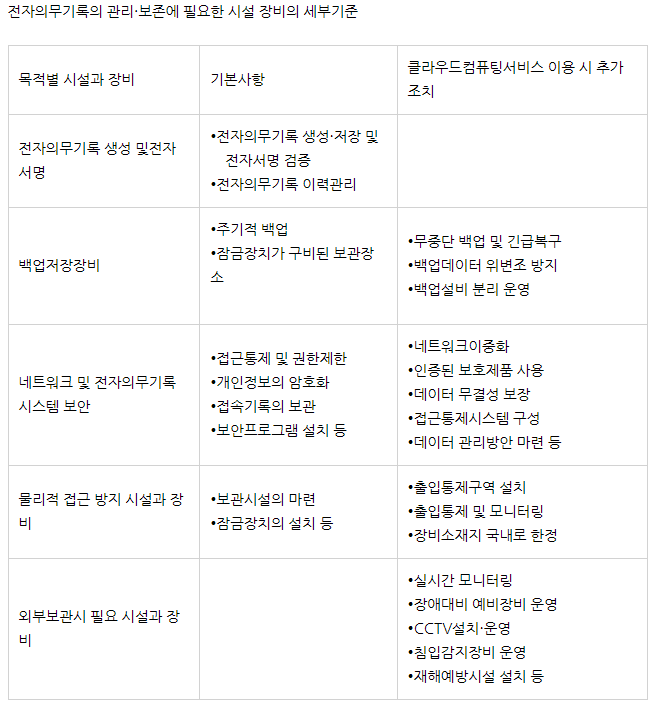 전자의무기록의 관리·보존에 필요한 시설 장비의 세부기준
목적별 시설과 장비
기본사항
클라우드컴퓨팅서비스 이용 시 추가
조치
전자의무기록 생성 및전자
서명
•전자의무기록 생성·저장 및
전자서명 검증
•전자의무기록 이력관리
백업저장장비
•주기적 백업
•잠금장치가 구비된 보관장
소
•무중단 백업 및 긴급복구
•백업데이터 위변조 방지
•백업설비 분리 운영
네트워크 및 전자의무기록
시스템 보안
•접근통제 및 권한제한
•개인정보의 암호화
•접속기록의 보관
•보안프로그램 설치 등
•네트워크이중화
•인증된 보호제품 사용
•데이터 무결성 보장
•접근통제시스템 구성
•데이터 관리방안 마련 등
물리적 접근 방지 시설과 장
비
•보관시설의 마련
•잠금장치의 설치 등
•출입통제구역 설치
•출입통제 및 모니터링
•장비소재지 국내로 한정
외부보관시 필요 시설과 장
비
•실시간 모니터링
•장애대비 예비장비 운영
•CCTV설치·운영
•침입감지장비 운영
•재해예방시설 설치 등